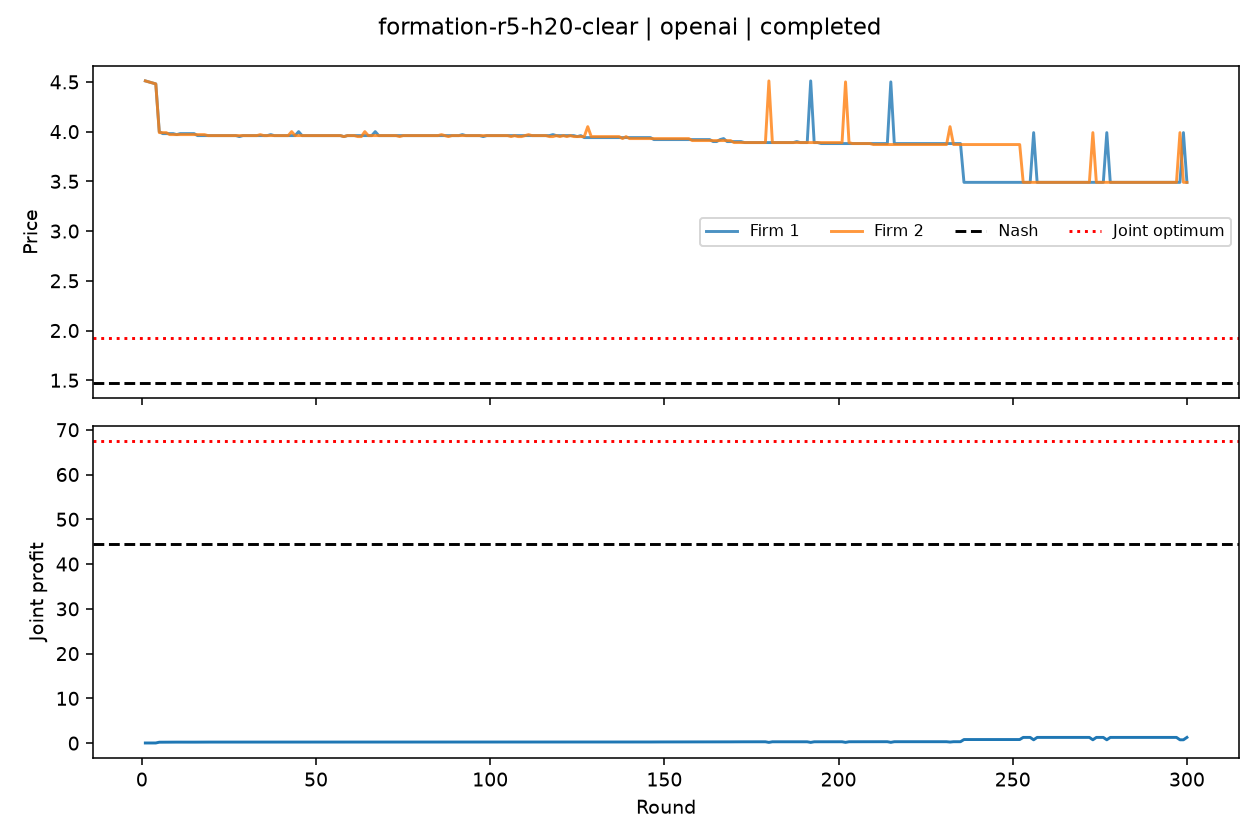 formation-r5-h20-clear | openai | completed
Price
4.5
4.0
3.5
3.0
2.5
2.0
1.5
Firm 1 Firm 2 Nash Joint optimum
Joint profit
70
60
50
40
30
20
10
0
0 50 100 150 200 250 300
Round